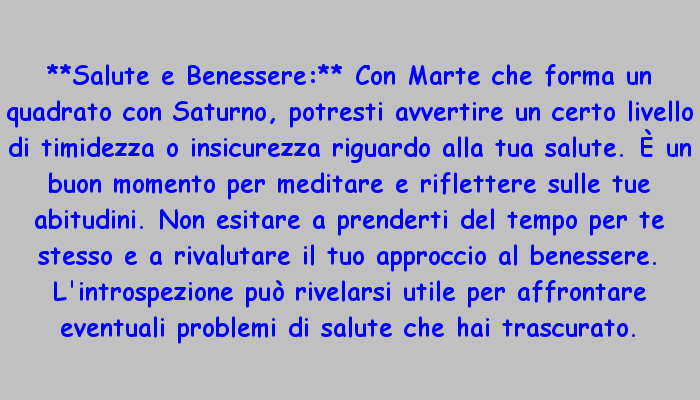 **Salute e Benessere:** Con Marte che forma un
quadrato con Saturno, potresti avvertire un certo livello
di timidezza o insicurezza riguardo alla tua salute. È un
buon momento per meditare e riflettere sulle tue
abitudini. Non esitare a prenderti del tempo per te
stesso e a rivalutare il tuo approccio al benessere.
L'introspezione può rivelarsi utile per affrontare
eventuali problemi di salute che hai trascurato.